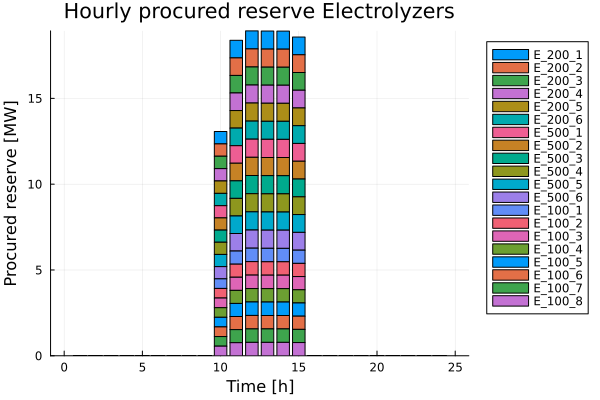 Hourly procured reserve Electrolyzers
Procured reserve [MW]
15
10
5
0
0 5 10 15 20 25
Time [h]
E_200_1
E_200_2
E_200_3
E_200_4
E_200_5
E_200_6
E_500_1
E_500_2
E_500_3
E_500_4
E_500_5
E_500_6
E_100_1
E_100_2
E_100_3
E_100_4
E_100_5
E_100_6
E_100_7
E_100_8